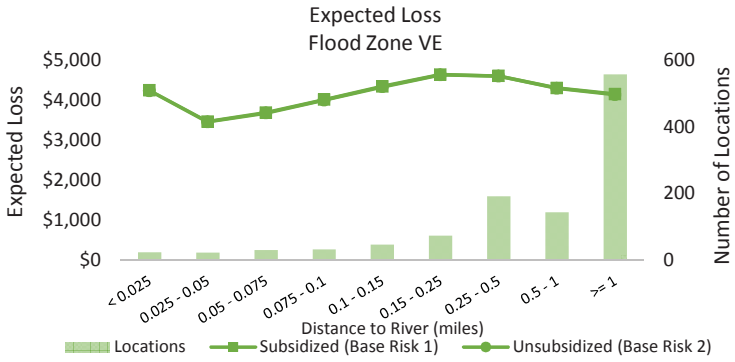 Expected Loss
Flood Zone VE
$5,000
$4,000
$3,000
$2,000
$1,000
$0
Expected Loss
600
400
200
0
Number of Locations
< 0.025
0.025 - 0.05
0.05 - 0.075
0.075 - 0.1
0.1 - 0.15
0.15 - 0.25
0.25 - 0.5
0.5 - 1
>= 1
Distance to River (miles)
Locations
Subsidized (Base Risk 1)
Unsubsidized (Base Risk 2)